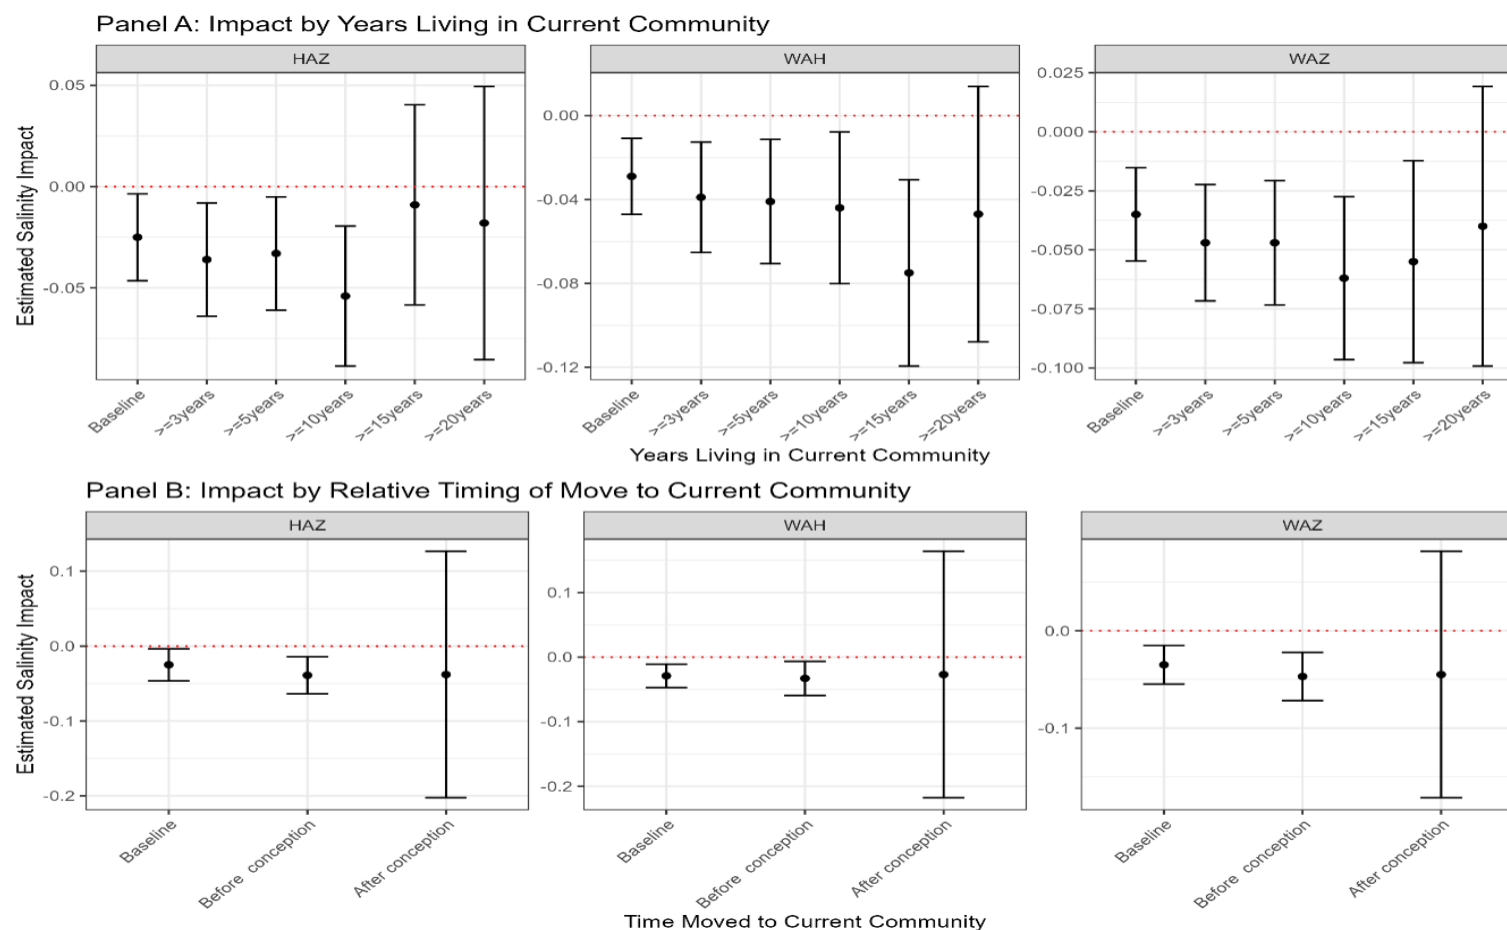 Panel A: Impact by Years Living in Current Community
HAZ
WAH
WAZ
Estimated Salinity Impact
0.05
0.00
-0.05
0.00
-0.04
-0.08
-0.12
0.025
0.000
-0.025
-0.050
-0.075
-0.100
Baseline
>=3years
>=5years
>=10years
>=15years
>=20years
Baseline
>=3years
>=5years
>=10years
>=15years
>=20years
Baseline
>=3years
>=5years
>=10years
>=15years
>=20years
Years Living in Current Community
Panel B: Impact by Relative Timing of Move to Current Community
HAZ
WAH
WAZ
Estimated Salinity Impact
0.1
0.0
-0.1
-0.2
0.1
0.0
-0.1
-0.2
0.0
-0.1
Baseline
Before conception
After conception
Baseline
Before conception
After conception
Baseline
Before conception
After conception
Time Moved to Current Community